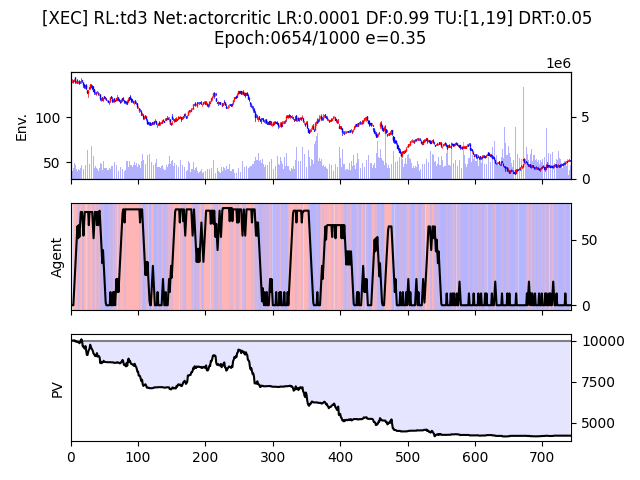 [XEC] RL:td3 Net:actorcritic LR:0.0001 DF:0.99 TU:[1,19] DRT:0.05
Epoch:0654/1000 e=0.35
1e6
Env.
100
50
5
0
Agent
50
0
PV
10000
7500
5000
0 100 200 300 400 500 600 700